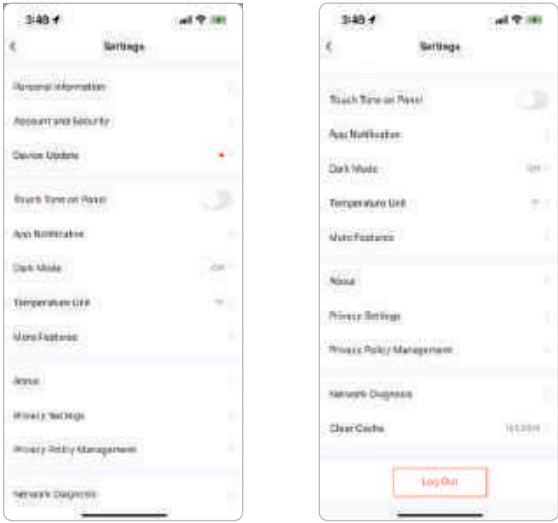 3:48
Settings
Personal Information
Account and Security
Device Update
Touch Tone on Panel
App Notification
Dark Mode
Off
Temperature Unit
More Features
About
Privacy Settings
Privacy Policy Management
Network Diagnosis
3:48
Settings
Touch Tone on Panel
App Notification
Dark Mode
Off
Temperature Unit
More Features
About
Privacy Settings
Privacy Policy Management
Network Diagnosis
Clear Cache
Log Out